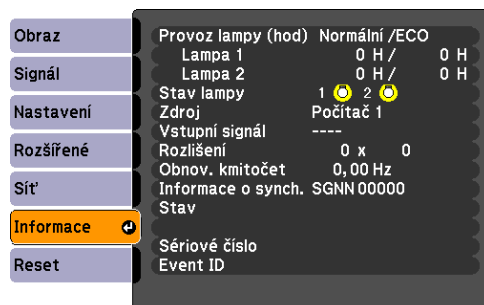 Obraz
Signál
Nastavení
Rozšířené
Síť
Informace
Reset
Provoz lampy (hod) Normální /ECO
Lampa 1 0 H / 0 H
Lampa 2 0 H / 0 H
Stav lampy 1 2
Zdroj Počítač 1
Vstupní signál ----
Rozlišení 0 x 0
Obnov. kmitočet 0,00 Hz
Informace o synch. SGNN 00000
Stav
Sériové číslo
Event ID